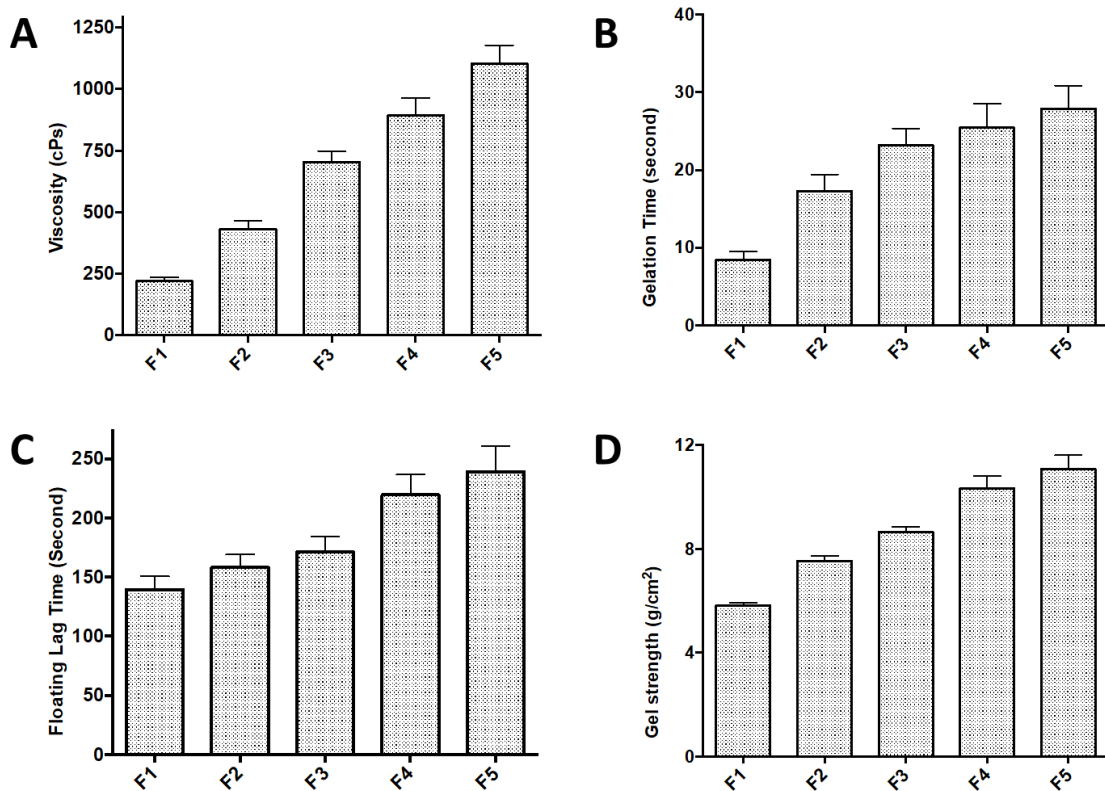 A
Viscosity (cPs)
1250
1000
750
500
250
0
F1
F2
F3
F4
F5
B
Gelation Time (second)
40
30
20
10
0
F1
F2
F3
F4
F5
C
Floating Lag Time (Second)
250
200
150
100
50
0
F1
F2
F3
F4
F5
D
Gel strength (g/cm²)
12
8
4
0
F1
F2
F3
F4
F5